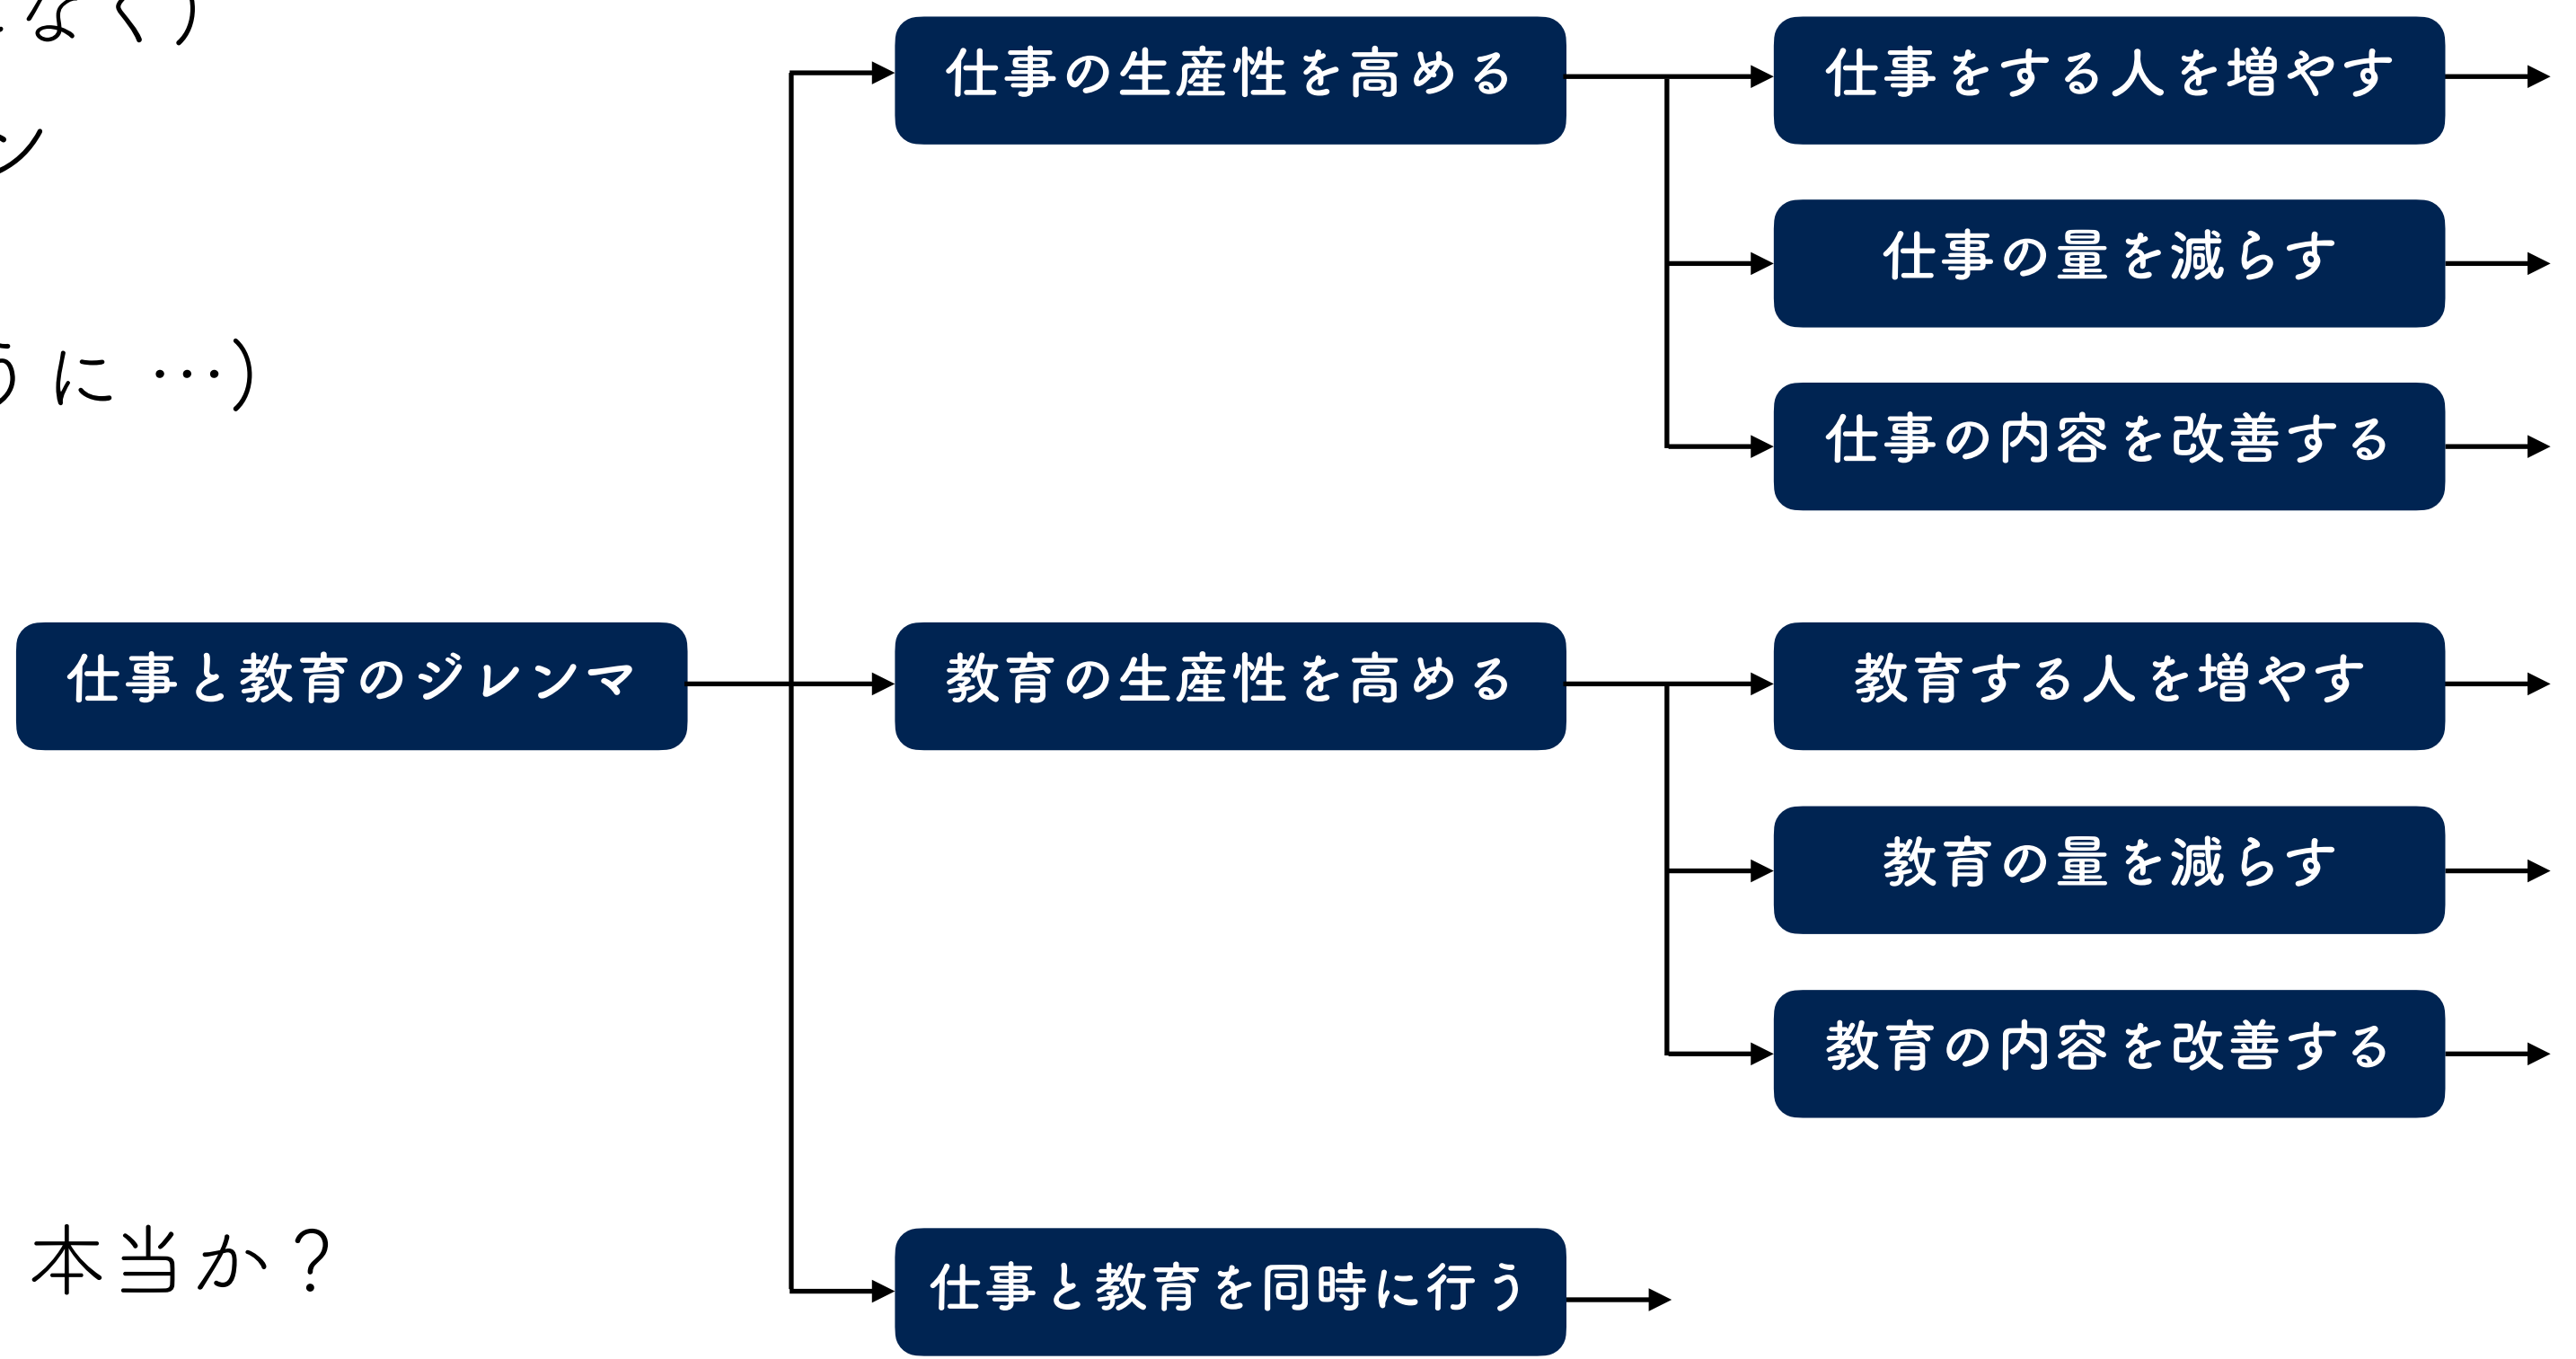 なく)
ン
うに…)
本当か？
仕事と教育のジレンマ
仕事の生産性を高める
仕事をする人を増やす
仕事の量を減らす
仕事の内容を改善する
教育の生産性を高める
教育する人を増やす
教育の量を減らす
教育の内容を改善する
仕事と教育を同時に行う